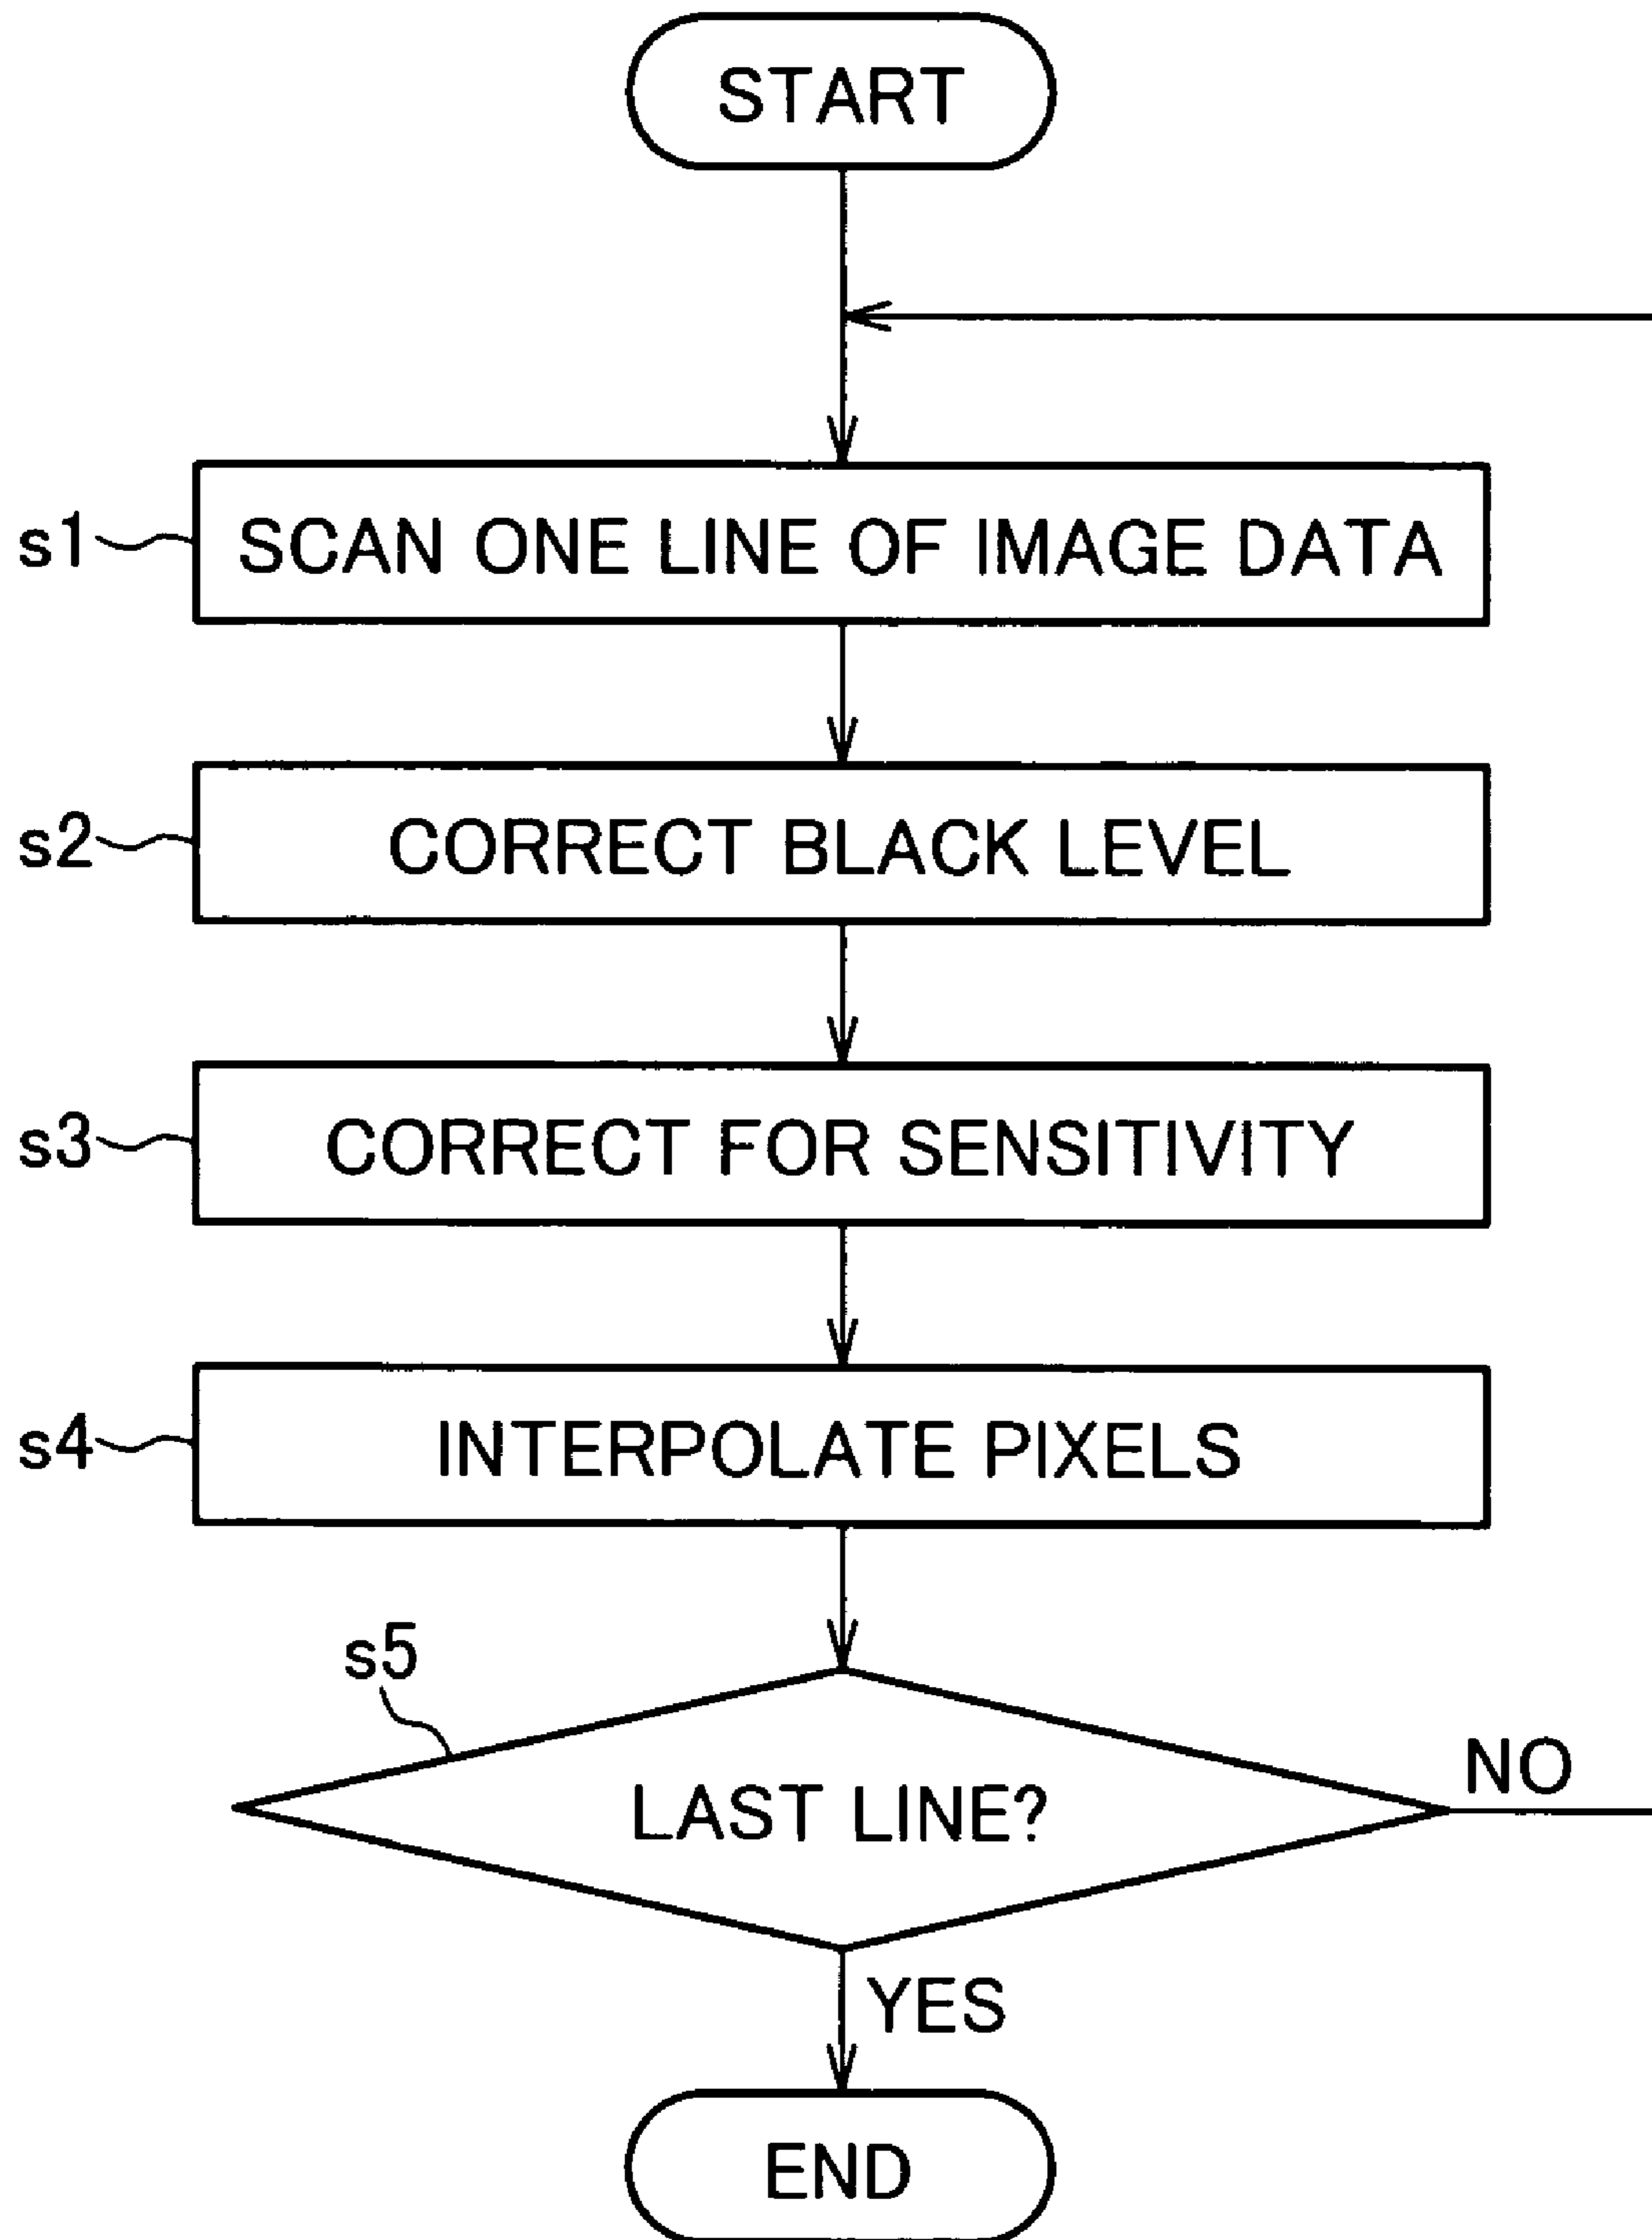 START
s1
SCAN ONE LINE OF IMAGE DATA
s2
CORRECT BLACK LEVEL
s3
CORRECT FOR SENSITIVITY
s4
INTERPOLATE PIXELS
s5
LAST LINE?
NO
YES
END